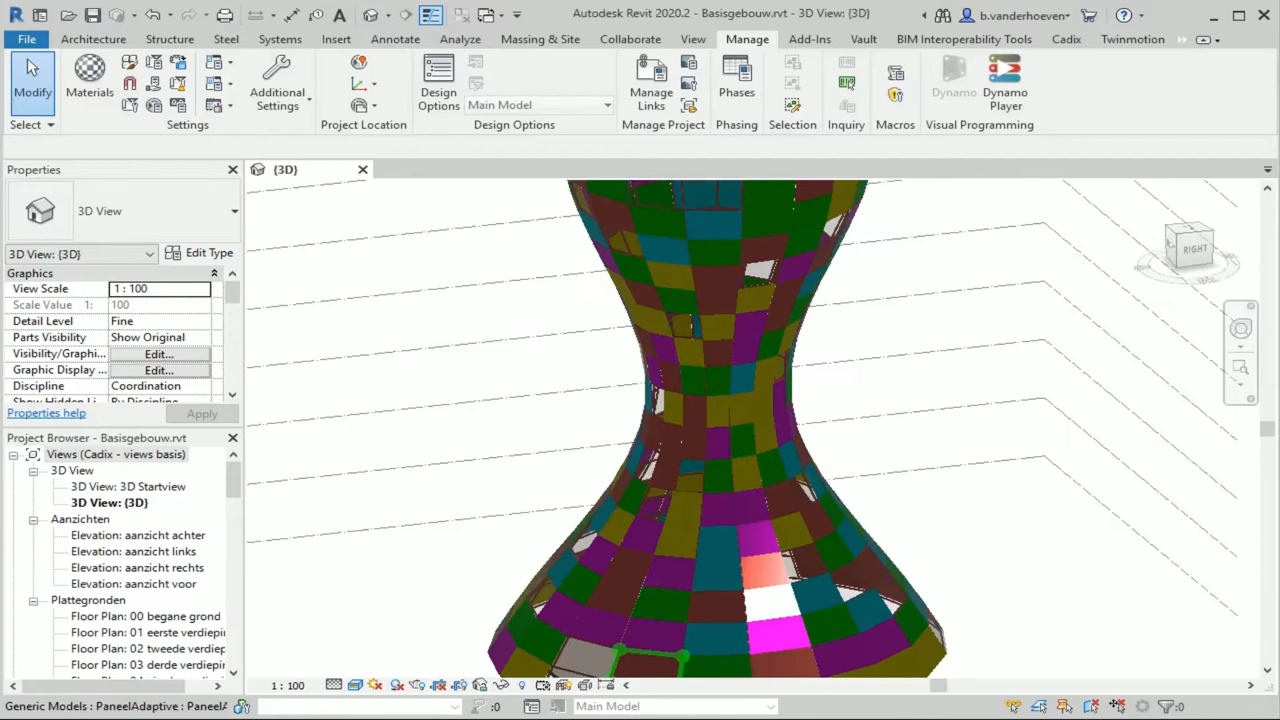 Autodesk Revit 2020.2 - Basisgebouw.rvt - 3D View: {3D}
b.vanderhoeven
File Architecture Structure Steel Systems Insert Annotate Analyze Massing & Site Collaborate View Manage Add-Ins Vault BIM Interoperability Tools Cadix Twinmotion
Modify Materials Additional Settings Design Options Main Model Manage Links Phases Dynamo Dynamo Player
Select Settings Project Location Design Options Manage Project Phasing Selection Inquiry Macros Visual Programming
Properties
{3D}
3D View
3D View: {3D} Edit Type
Graphics
View Scale 1 : 100
Scale Value 1: 100
Detail Level Fine
Parts Visibility Show Original
Visibility/Graphi... Edit...
Graphic Display ... Edit...
Discipline Coordination
Show Hidden Li... By Discipline
Properties help Apply
Project Browser - Basisgebouw.rvt
Views (Cadix - views basis)
3D View
3D View: 3D Startview
3D View: {3D}
Aanzichten
Elevation: aanzicht achter
Elevation: aanzicht links
Elevation: aanzicht rechts
Elevation: aanzicht voor
Plattegronden
Floor Plan: 00 begane grond
Floor Plan: 01 eerste verdiepi
Floor Plan: 02 tweede verdiepi
Floor Plan: 03 derde verdiepi
RIGHT
1 : 100
Generic Models : PaneelAdaptive : PaneelA
:0
Main Model
:0